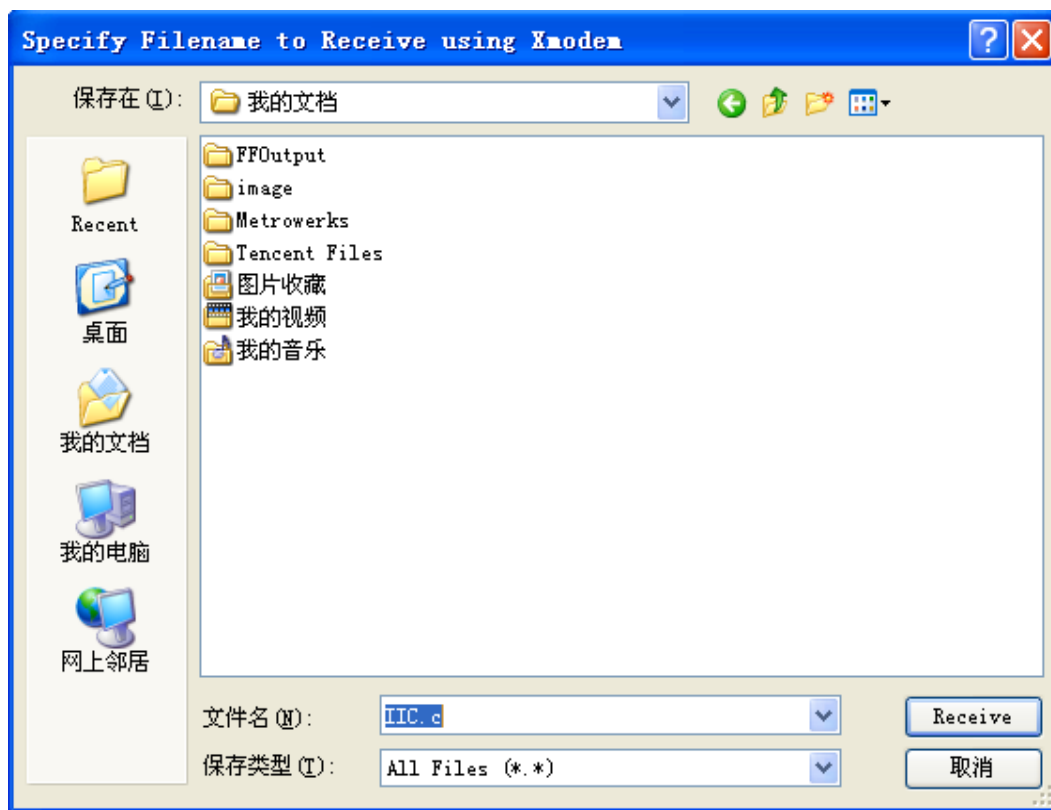 Specify Filename to Receive using Xmodem
保存在(I):
我的文档
Recent
桌面
我的文档
我的电脑
网上邻居
FFOutput
image
Metrowerks
Tencent Files
图片收藏
我的视频
我的音乐
文件名(N):
IIC.c
Receive
保存类型(T):
All Files (*.*)
取消